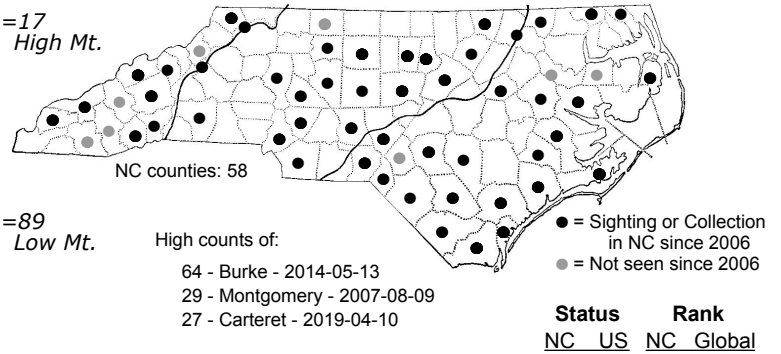 =17
High Mt.
NC counties: 58
=89
Low Mt.
High counts of:
64 - Burke - 2014-05-13
29 - Montgomery - 2007-08-09
27 - Carteret - 2019-04-10
= Sighting or Collection
in NC since 2006
= Not seen since 2006
Status Rank
NC US NC Global